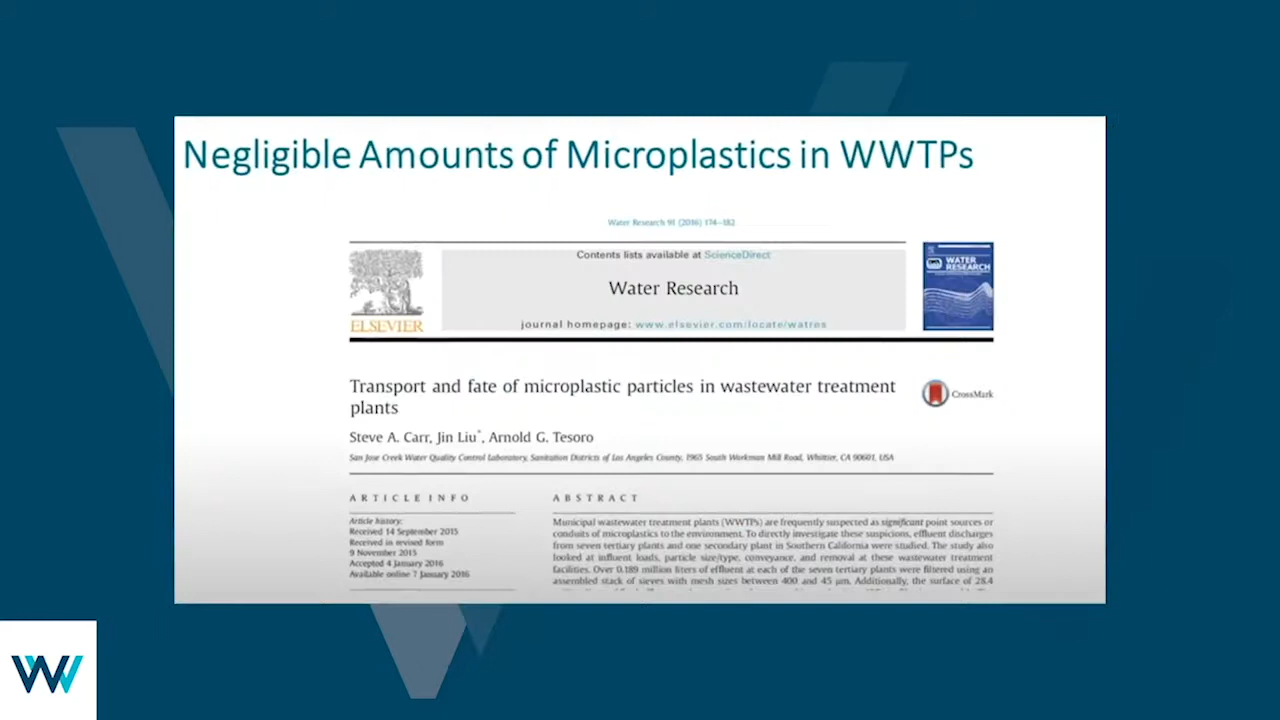 Negligible Amounts of Microplastics in WWTPs
Water Research 91 (2016) 174–182
Contents lists available at ScienceDirect
Water Research
journal homepage: www.elsevier.com/locate/watres
ELSEVIER
WATER
RESEARCH
Transport and fate of microplastic particles in wastewater treatment
plants
CrossMark
Steve A. Carr, Jin Liu*, Arnold G. Tesoro
San Jose Creek Water Quality Control Laboratory, Sanitation Districts of Los Angeles County, 1965 South Workman Mill Road, Whittier, CA 90601, USA
ARTICLE INFO
Article history:
Received 14 September 2015
Received in revised form
9 November 2015
Accepted 4 January 2016
Available online 7 January 2016
ABSTRACT
Municipal wastewater treatment plants (WWTPs) are frequently suspected as significant point sources or
conduits of microplastics to the environment. To directly investigate these suspicions, effluent discharges
from seven tertiary plants and one secondary plant in Southern California were studied. The study also
looked at influent loads, particle size/type, conveyance, and removal at these wastewater treatment
facilities. Over 0.189 million liters of effluent at each of the seven tertiary plants were filtered using an
assembled stack of sieves with mesh sizes between 400 and 45 μm. Additionally, the surface of 28.4